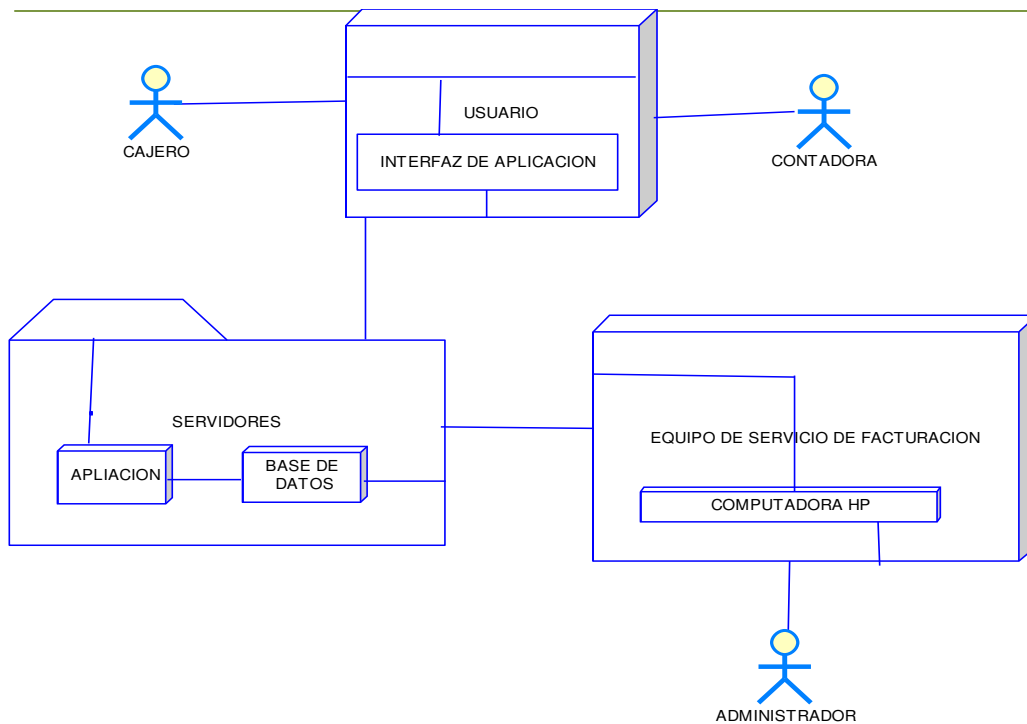 USUARIO
CAJERO
INTERFAZ DE APLICACION
CONTADORA
SERVIDORES
APLIACION
BASE DE
DATOS
EQUIPO DE SERVICIO DE FACTURACION
COMPUTADORA HP
ADMINISTRADOR